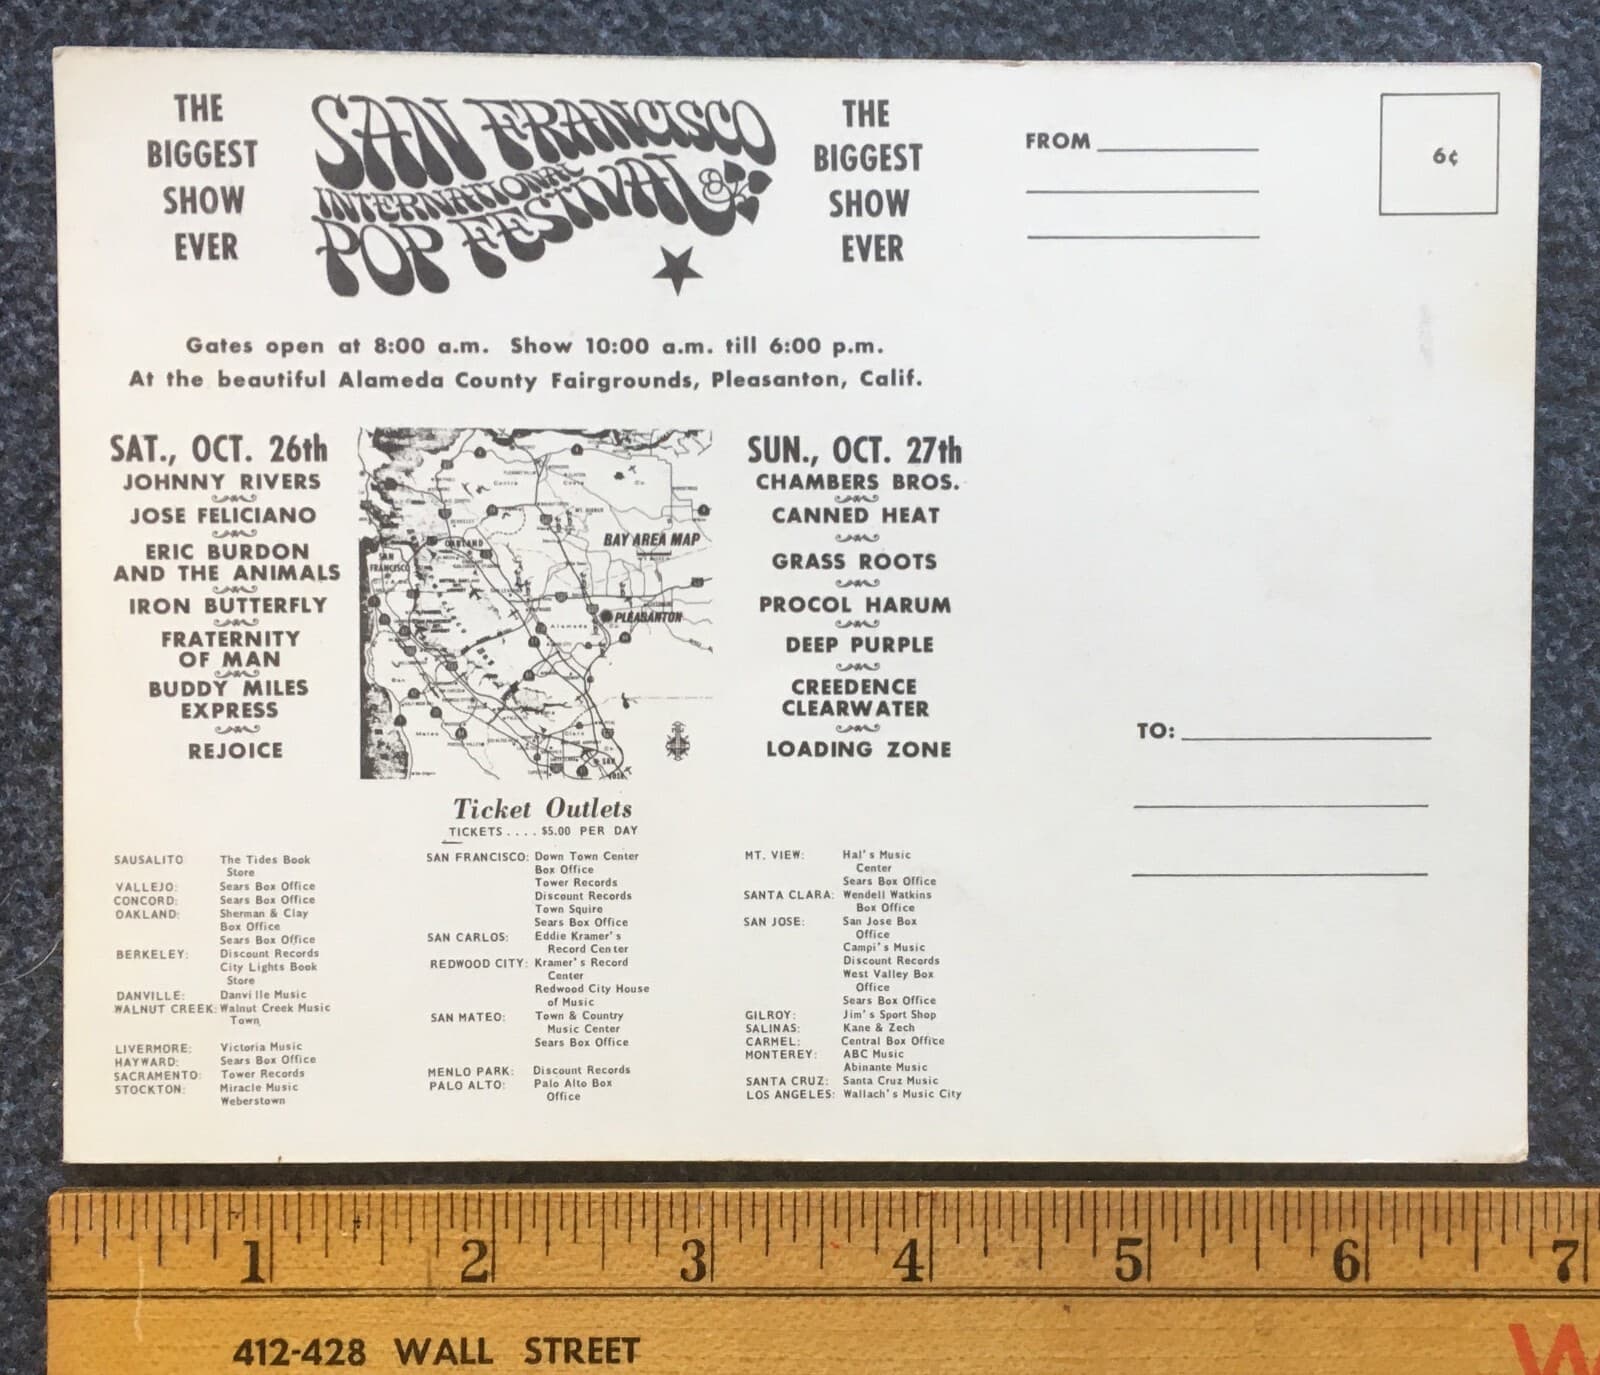 THE
BIGGEST
SHOW
EVER
SAN FRANCISCO
INTERNATIONAL
POP FESTIVAL
THE
BIGGEST
SHOW
EVER
FROM
6¢
Gates open at 8:00 a.m. Show 10:00 a.m. till 6:00 p.m.
At the beautiful Alameda County Fairgrounds, Pleasanton, Calif.
SAT., OCT. 26th
JOHNNY RIVERS
JOSE FELICIANO
ERIC BURDON
AND THE ANIMALS
IRON BUTTERFLY
FRATERNITY
OF MAN
BUDDY MILES
EXPRESS
REJOICE
BAY AREA MAP
OAKLAND
SAN
FRANCISCO
PLEASANTON
Alameda
SAN
JOSE
SUN., OCT. 27th
CHAMBERS BROS.
CANNED HEAT
GRASS ROOTS
PROCOL HARUM
DEEP PURPLE
CREEDENCE
CLEARWATER
LOADING ZONE
TO:
Ticket Outlets
TICKETS .... $5.00 PER DAY
SAUSALITO The Tides Book
Store
VALLEJO: Sears Box Office
CONCORD: Sears Box Office
OAKLAND: Sherman & Clay
Box Office
Sears Box Office
BERKELEY: Discount Records
City Lights Book
Store
DANVILLE: Danville Music
WALNUT CREEK: Walnut Creek Music
Town
LIVERMORE: Victoria Music
HAYWARD: Sears Box Office
SACRAMENTO: Tower Records
STOCKTON: Miracle Music
Weberstown
SAN FRANCISCO: Down Town Center
Box Office
Tower Records
Discount Records
Town Squire
Sears Box Office
SAN CARLOS: Eddie Kramer's
Record Center
REDWOOD CITY: Kramer's Record
Center
Redwood City House
of Music
SAN MATEO: Town & Country
Music Center
Sears Box Office
MENLO PARK: Discount Records
PALO ALTO: Palo Alto Box
Office
MT. VIEW: Hal's Music
Center
Sears Box Office
SANTA CLARA: Wendell Watkins
Box Office
SAN JOSE: San Jose Box
Office
Campi's Music
Discount Records
West Valley Box
Office
Sears Box Office
GILROY: Jim's Sport Shop
SALINAS: Kane & Zech
CARMEL: Central Box Office
MONTEREY: ABC Music
Abinante Music
SANTA CRUZ: Santa Cruz Music
LOS ANGELES: Wallach's Music City
1 2 3 4 5 6 7
412-428 WALL STREET